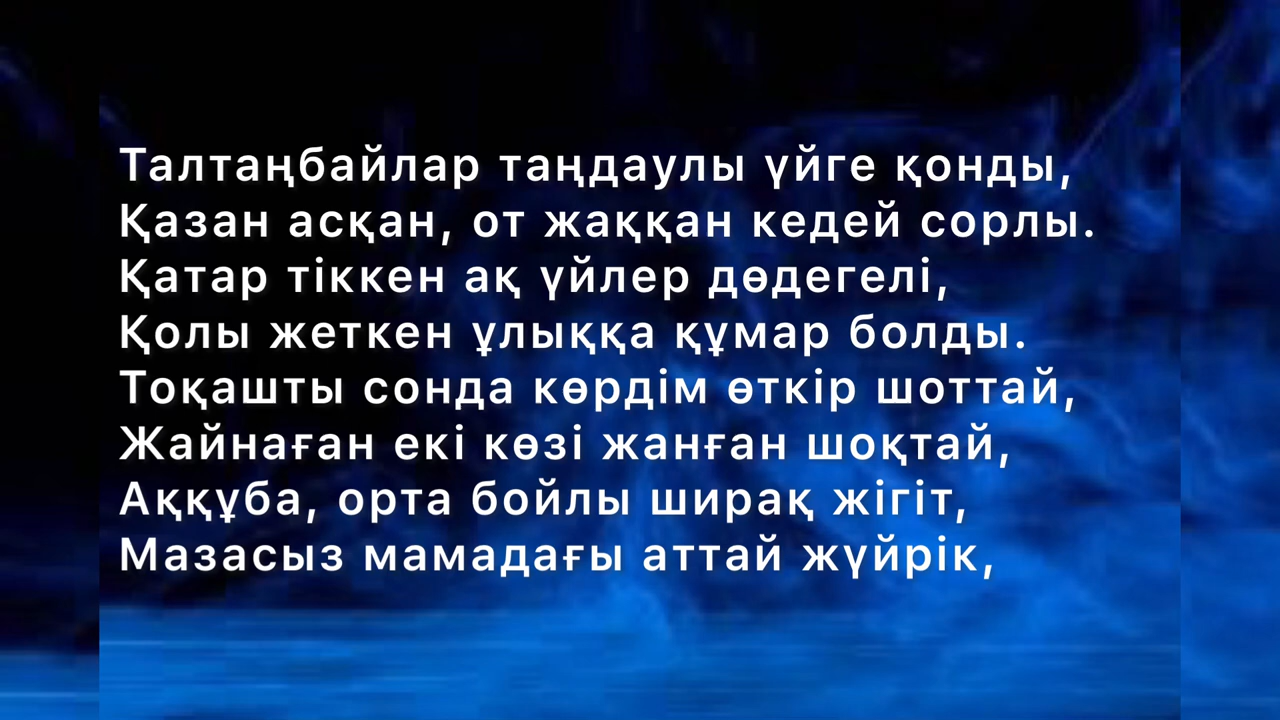 Талтаңбайлар таңдаулы үйге қонды,
Қазан асқан, от жаққан кедей сорлы.
Қатар тіккен ақ үйлер дөдегелі,
Қолы жеткен ұлыққа құмар болды.
Тоқашты сонда көрдім өткір шоттай,
Жайнаған екі көзі жанған шоқтай,
Аққұба, орта бойлы ширақ жігіт,
Мазасыз мамадағы аттай жүйрік,